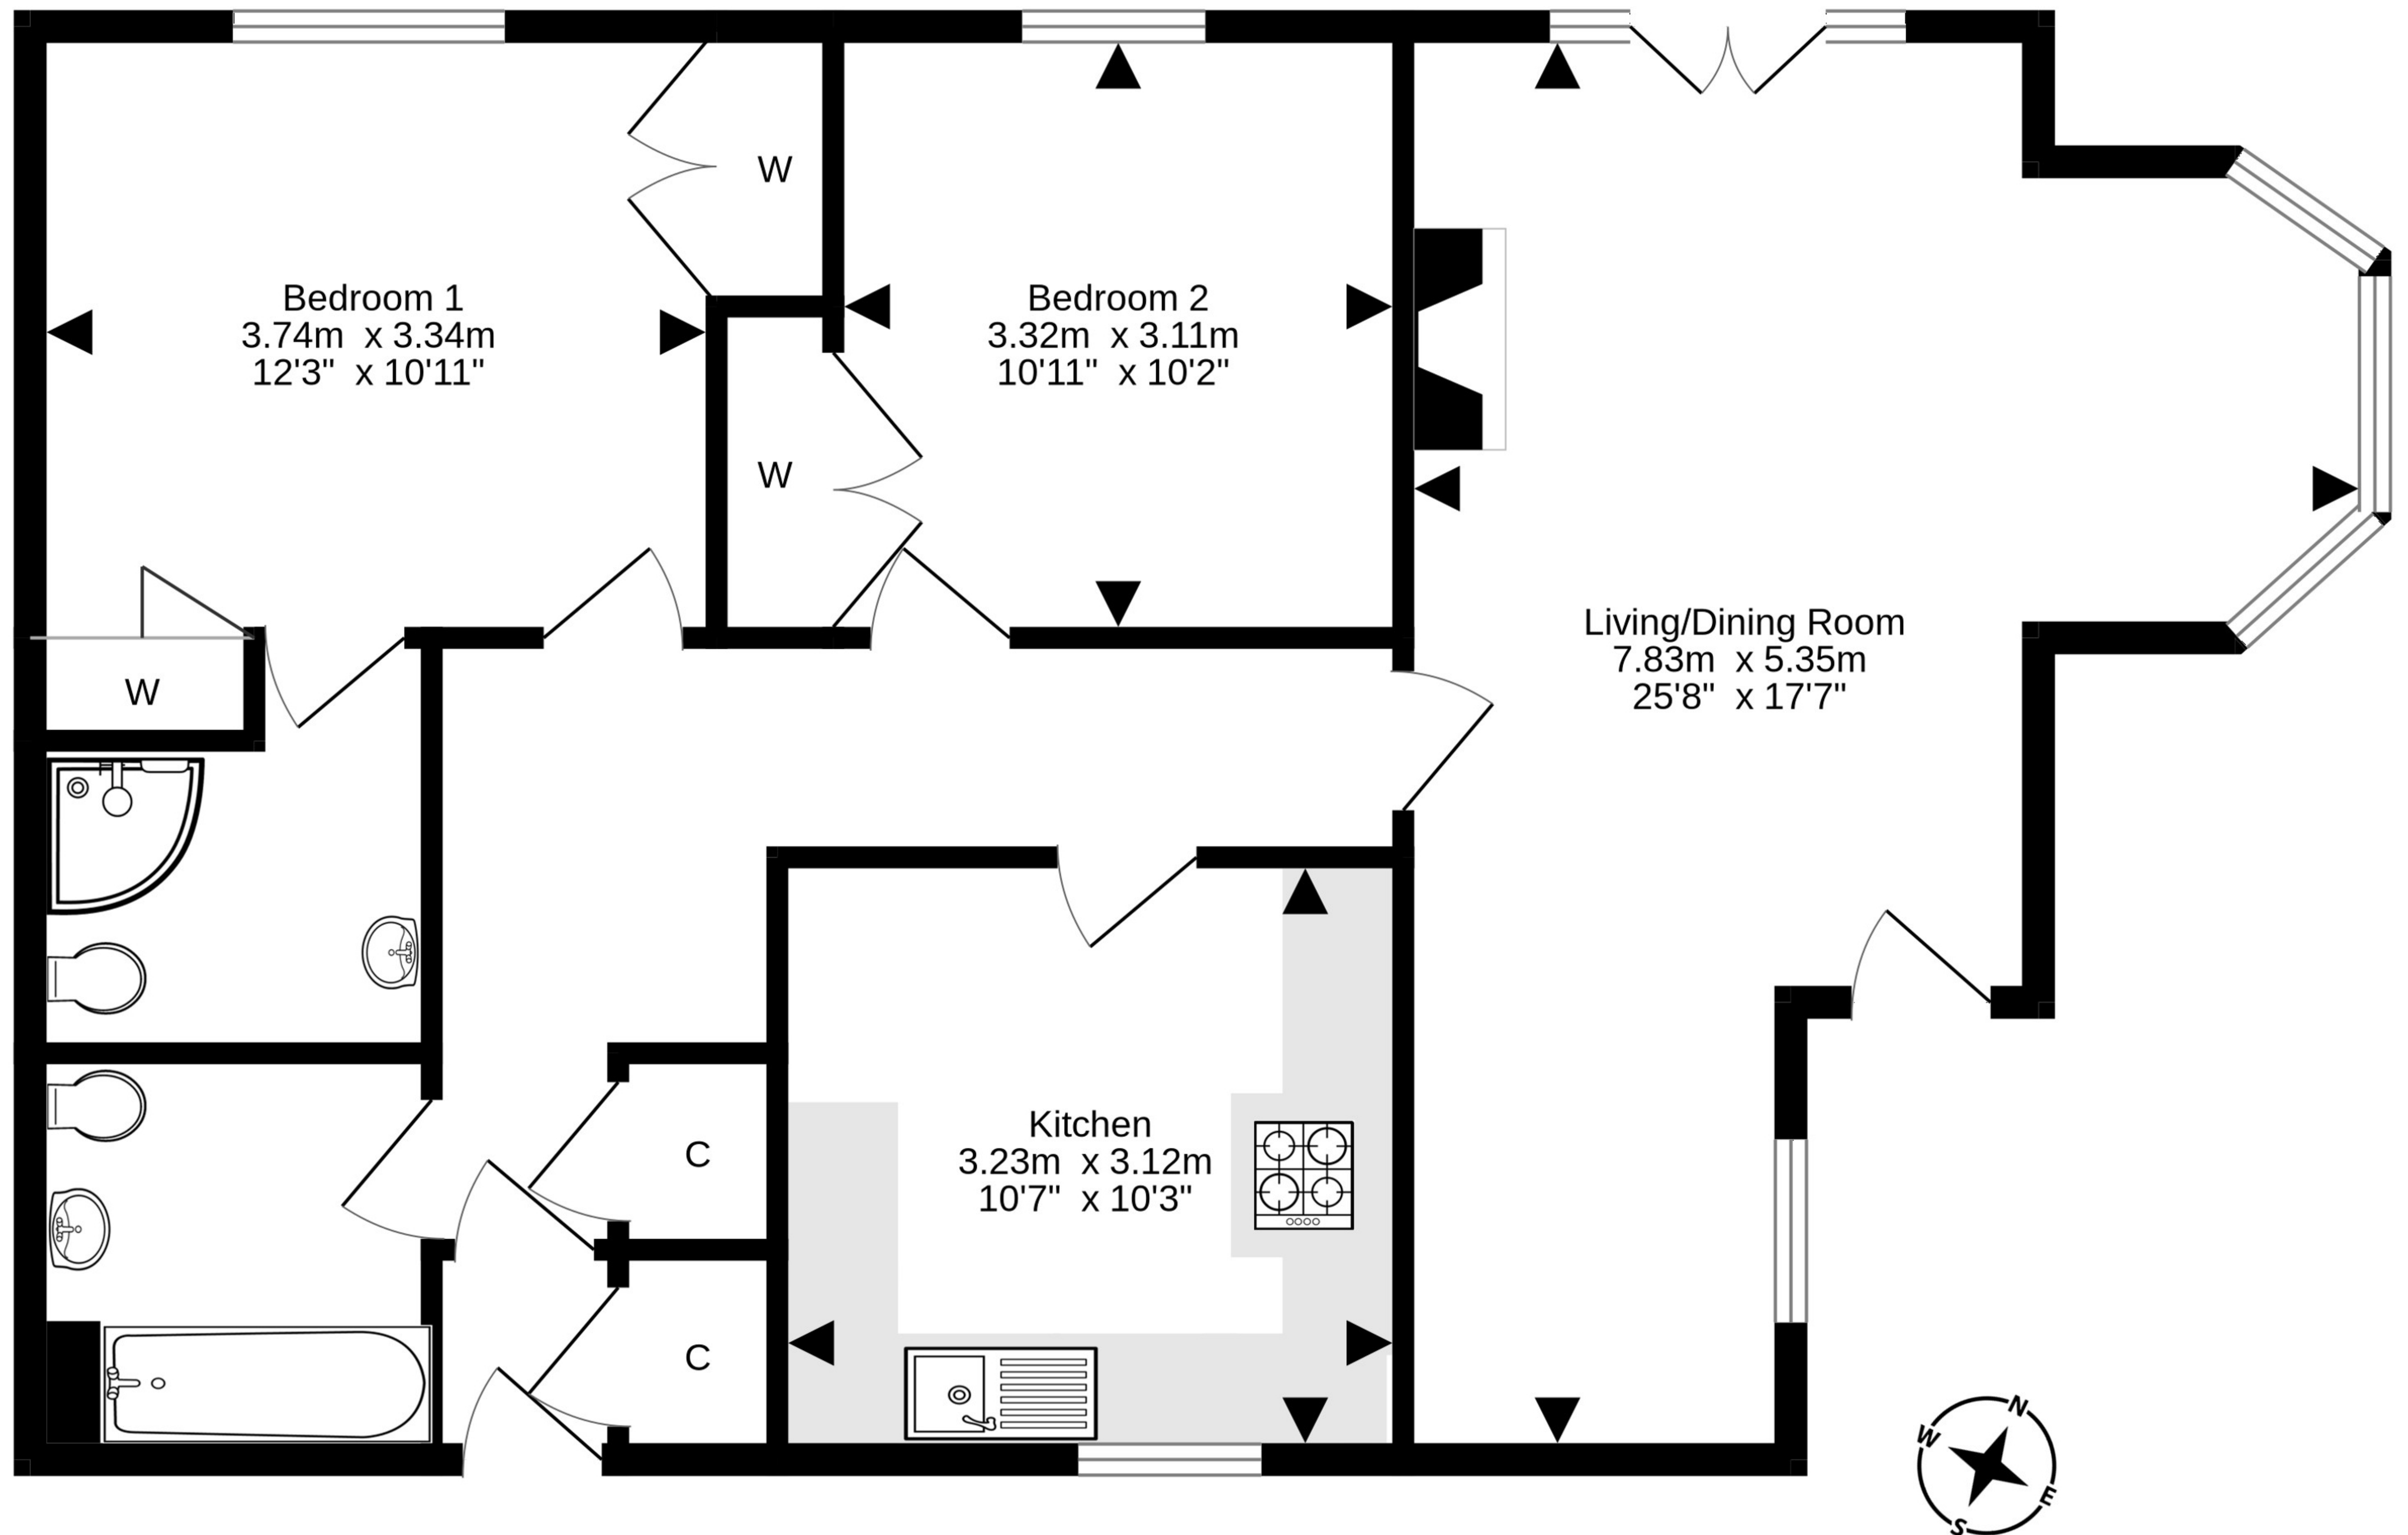 W
Bedroom 1
3.74m x 3.34m
12'3" x 10'11"
Bedroom 2
3.32m x 3.11m
10'11" x 10'2"
W
Living/Dining Room
7.83m x 5.35m
25'8" x 17'7"
W
Kitchen
3.23m x 3.12m
10'7" x 10'3"
C
C
N
W
E
S